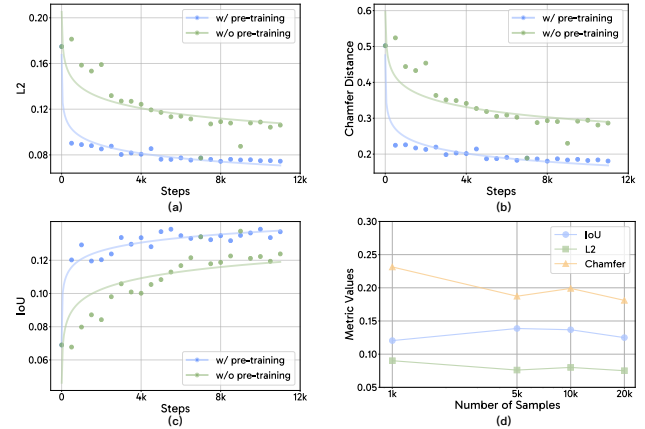 0.20
0.16
0.12
0.08
L2
w/ pre-training
w/o pre-training
0 4k 8k 12k
Steps
(a)
0.6
0.5
0.4
0.3
0.2
Chamfer Distance
w/ pre-training
w/o pre-training
0 4k 8k 12k
Steps
(b)
0.12
0.10
0.08
0.06
IoU
w/ pre-training
w/o pre-training
0 4k 8k 12k
Steps
(c)
0.30
0.25
0.20
0.15
0.10
0.05
Metric Values
IoU
L2
Chamfer
1k 5k 10k 20k
Number of Samples
(d)